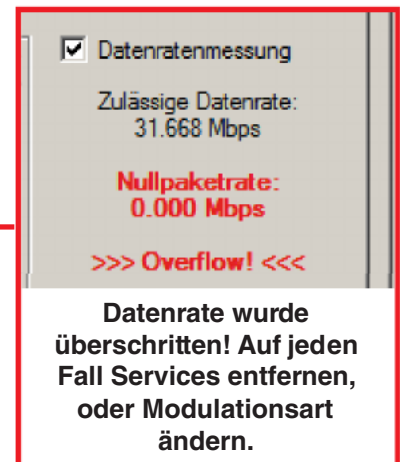 Datenratenmessung
Zulässige Datenrate:
31.668 Mbps
Nullpaketrate:
0.000 Mbps
>>> Overflow! <<<
Datenrate wurde
überschritten! Auf jeden
Fall Services entfernen,
oder Modulationsart
ändern.